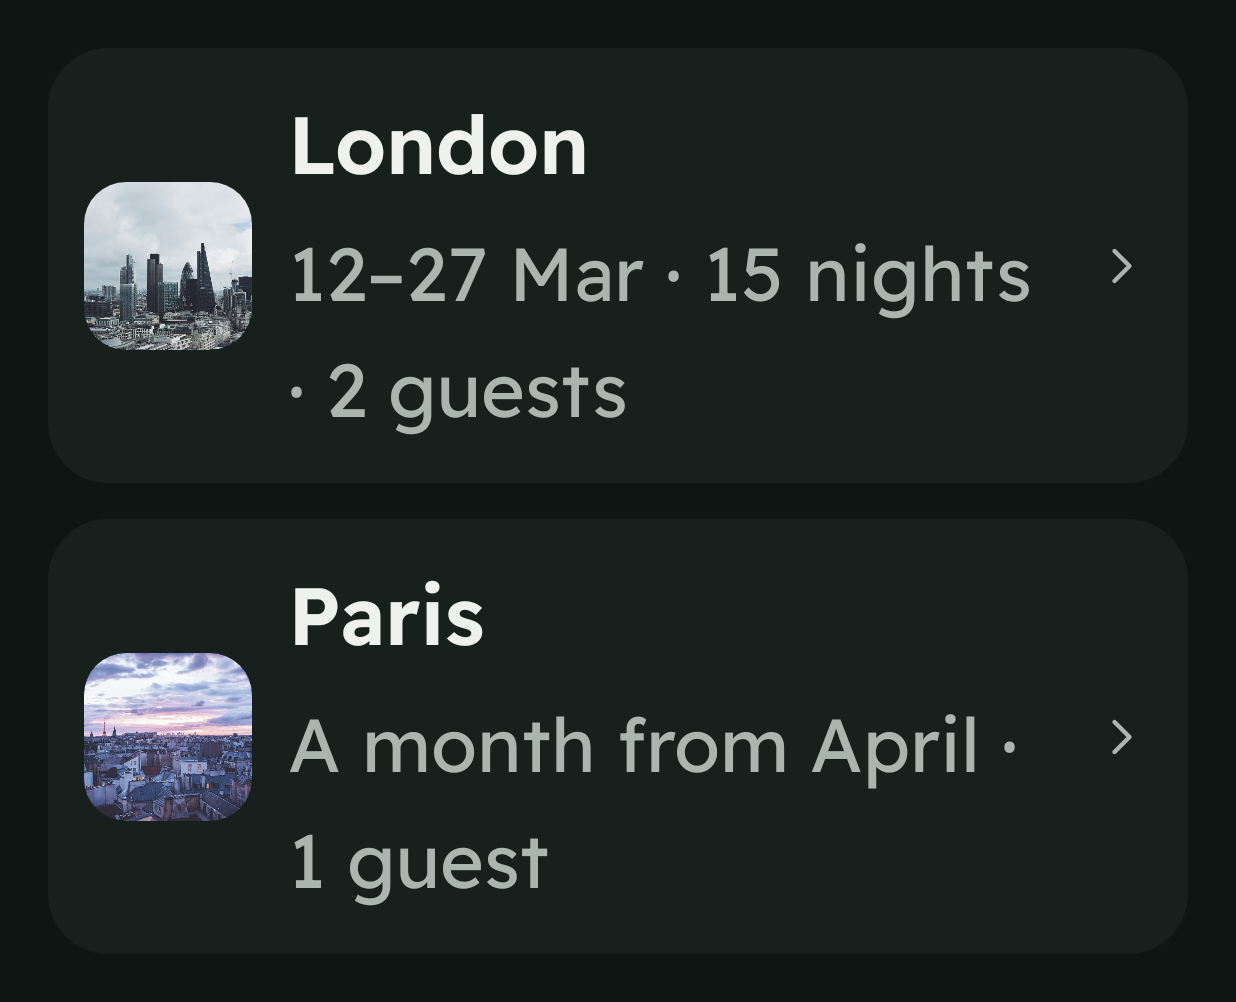 London
12–27 Mar · 15 nights
· 2 guests
Paris
A month from April ·
1 guest